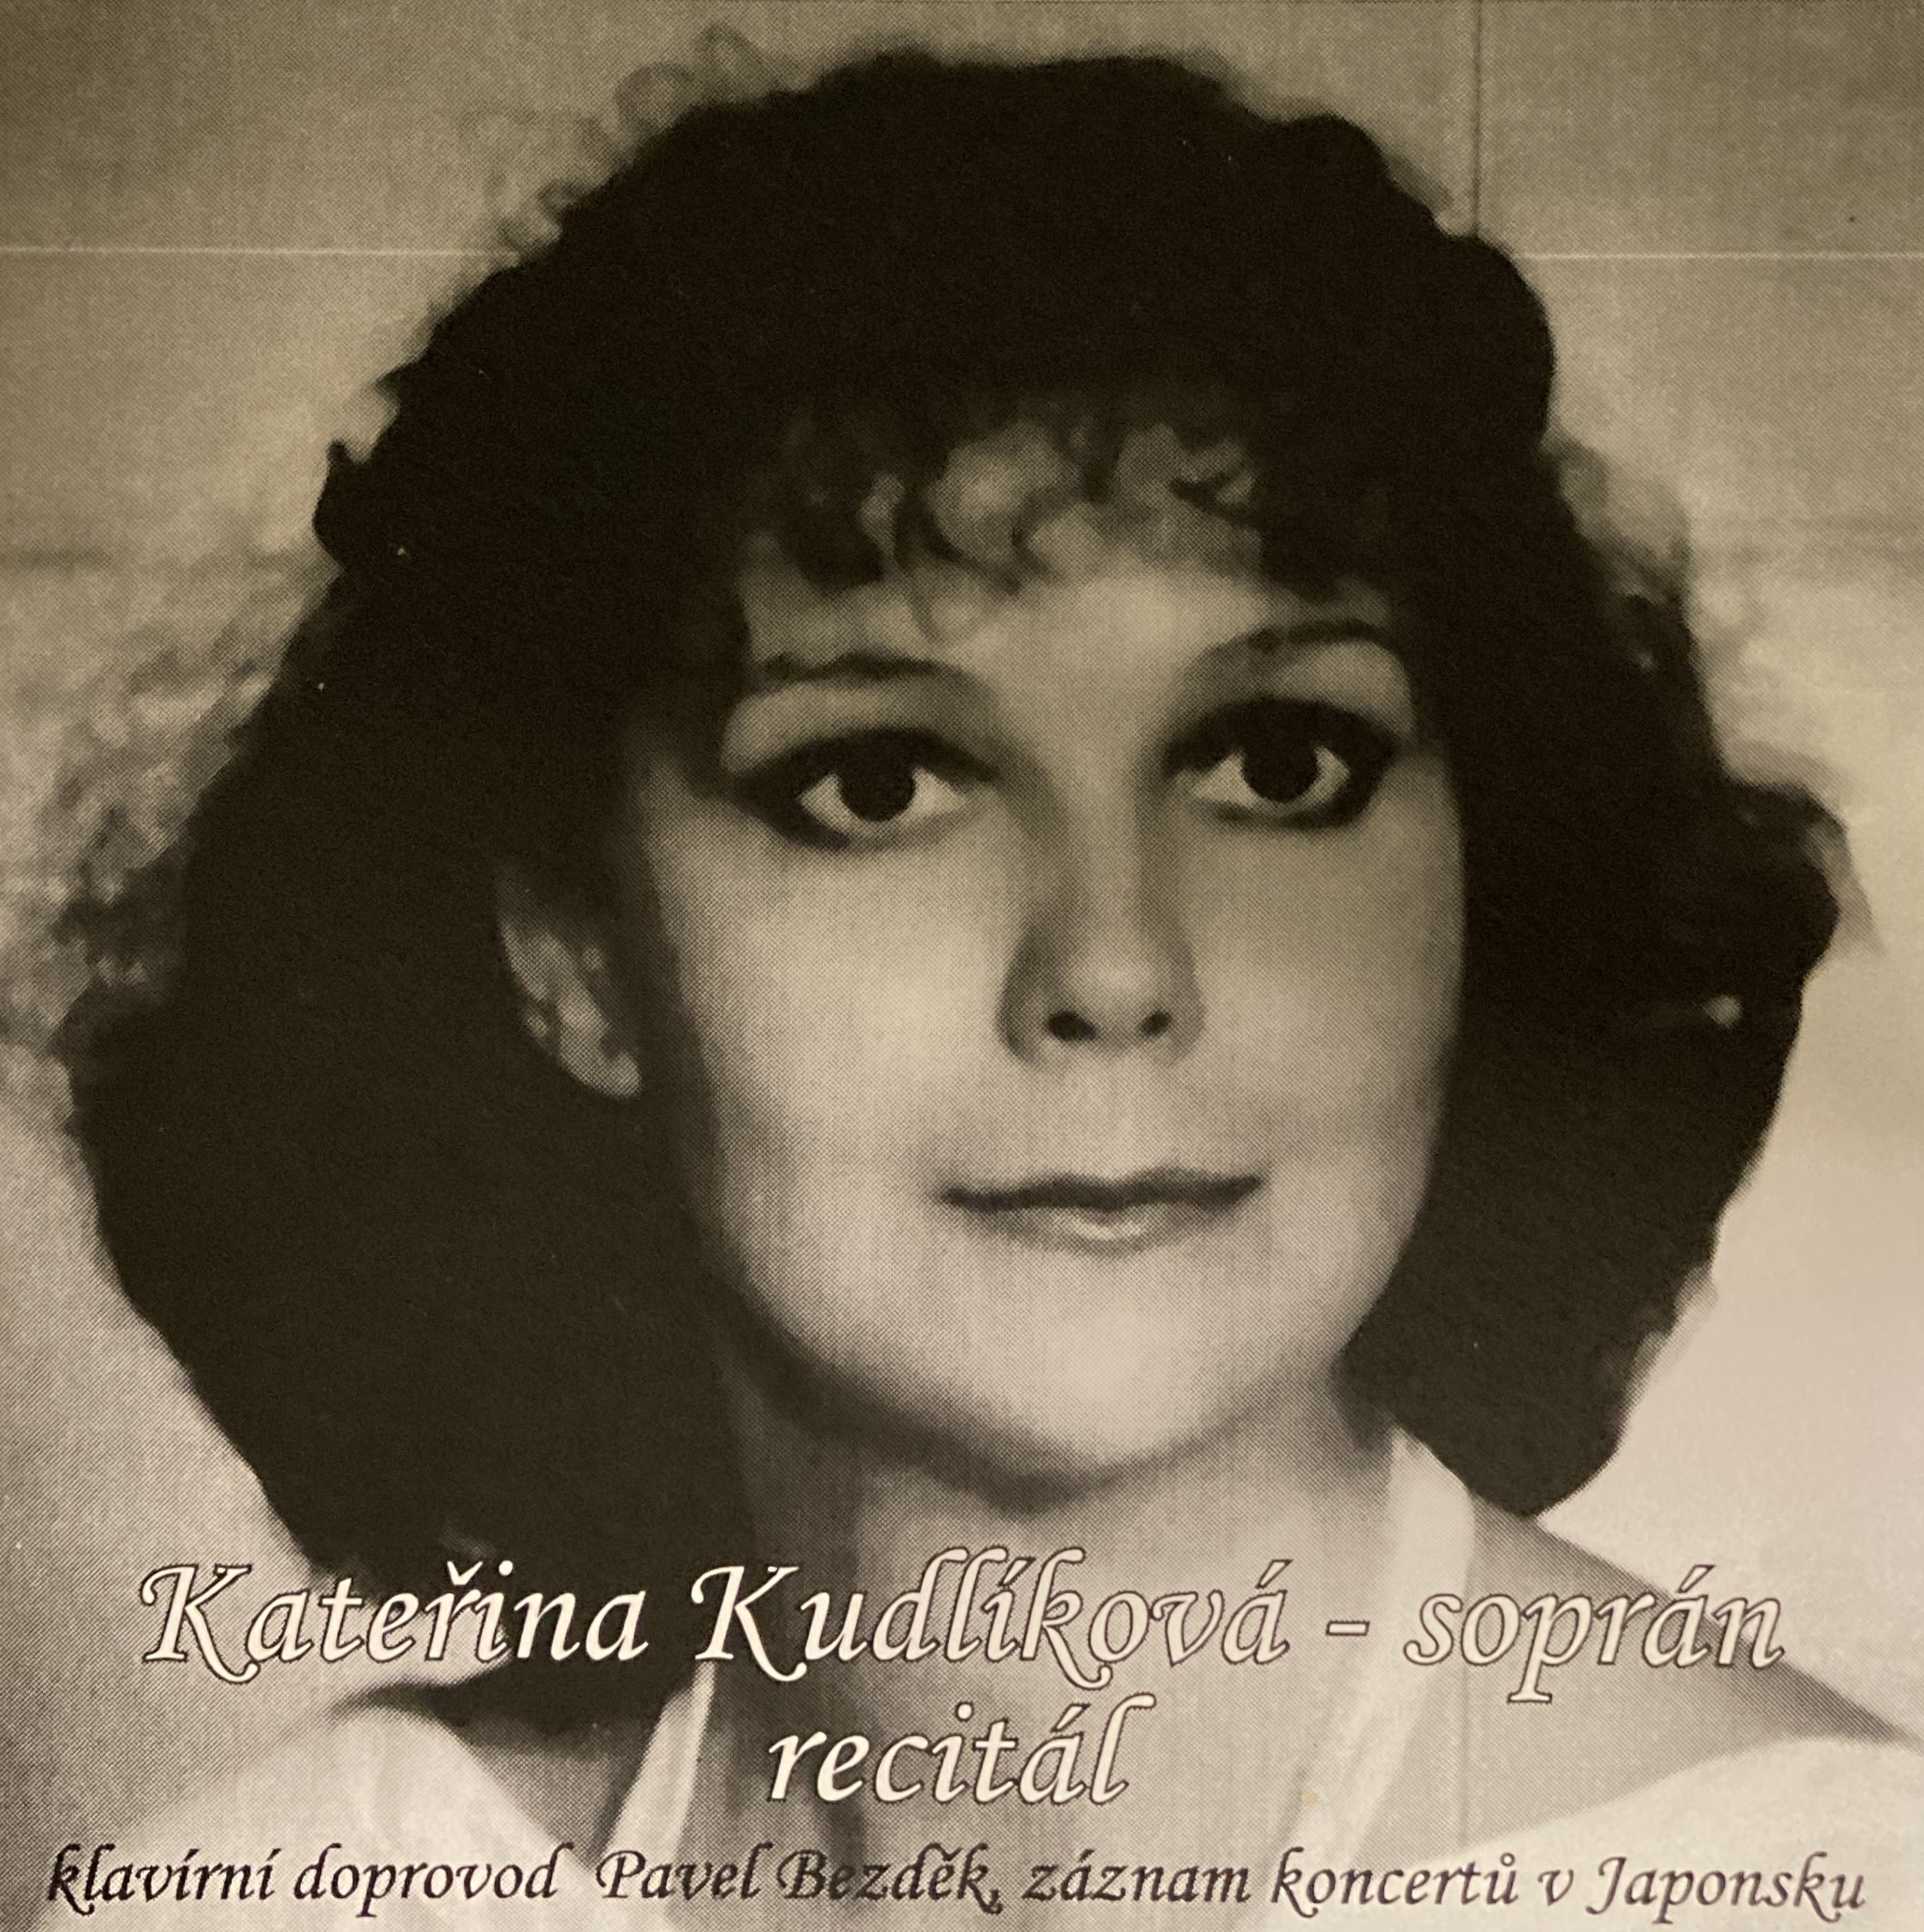 Kateřina Kudlíková - soprán
recitál
klavírní doprovod Pavel Bezděk, záznam koncertů v Japonsku